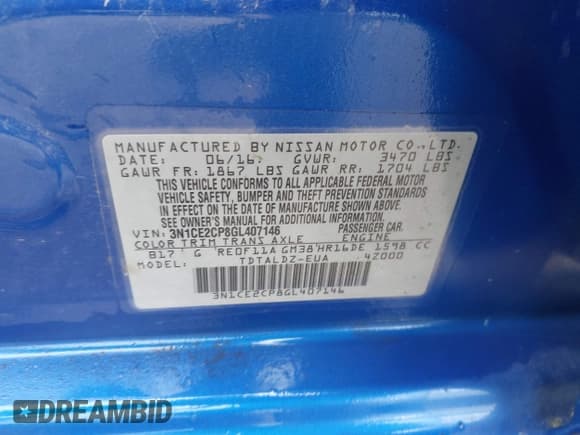 MANUFACTURED BY NISSAN MOTOR CO.,LTD.
DATE: 06/16 GVWR: 3470 LBS
GAWR FR: 1867 LBS GAWR RR: 1704 LBS
THIS VEHICLE CONFORMS TO ALL APPLICABLE FEDERAL MOTOR
VEHICLE SAFETY, BUMPER AND THEFT PREVENTION STANDARDS
IN EFFECT ON THE DATE OF MANUFACTURE SHOWN ABOVE.
SEE OWNER'S MANUAL FOR ADDITIONAL INFORMATION
VIN: 3N1CE2CP8GL407146 PASSENGER CAR.
COLOR TRIM TRANS AXLE ENGINE
B17 G RE0F11A GM38 HR16DE 1598 CC
MODEL: TDTALDZ-EUA 4Z000
3N1CE2CP8GL407146
DREAMBID